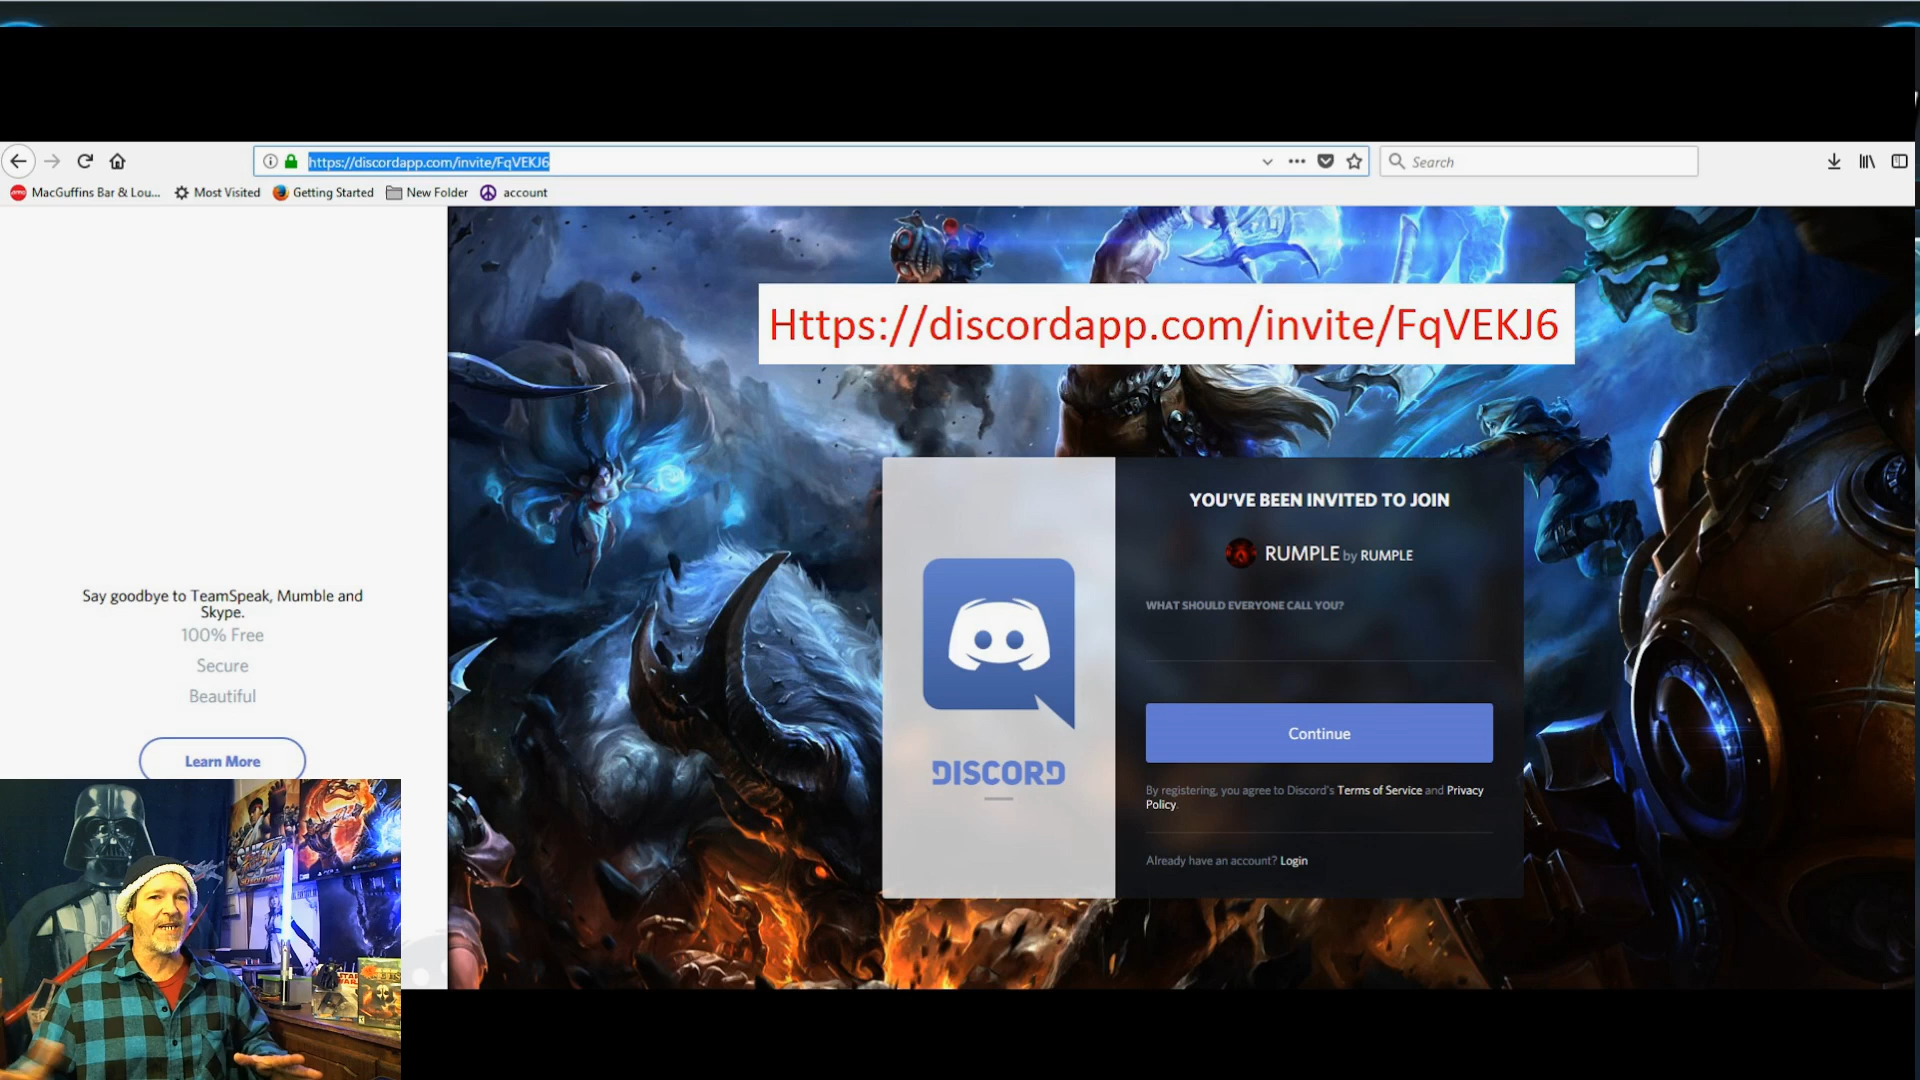 https://discordapp.com/invite/FqVEKJ6
Search
MacGuffins Bar & Lou...
Most Visited
Getting Started
New Folder
account
Https://discordapp.com/invite/FqVEKJ6
Say goodbye to TeamSpeak, Mumble and
Skype.
100% Free
Secure
Beautiful
Learn More
DISCORD
YOU'VE BEEN INVITED TO JOIN
RUMPLE by RUMPLE
WHAT SHOULD EVERYONE CALL YOU?
Continue
By registering, you agree to Discord's Terms of Service and Privacy
Policy.
Already have an account? Login
STAR